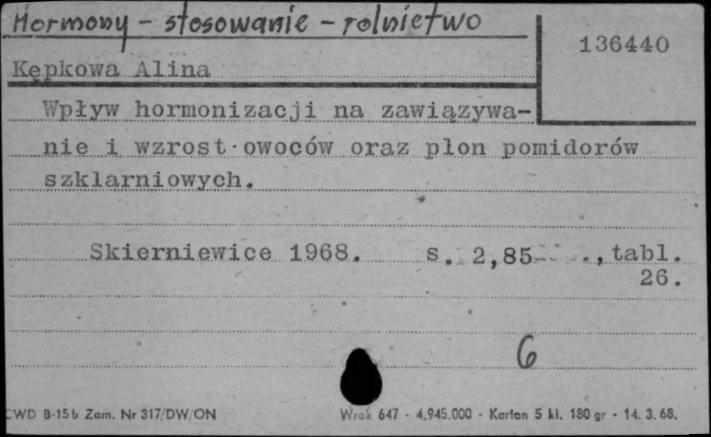 Hormony - stosowanie - rolnictwo
136440
Kępkowa Alina
Wpływ hormonizacji na zawiązywa-
nie i wzrost owoców oraz plon pomidorów
szklarniowych.
Skierniewice 1968. s. 2,85 ., tabl.
26.
6
CWD B-15b Zam. Nr 317/DW/ON 647 - 4.945.000 - Karton 5 kl. 180 gr - 14. 3. 68.